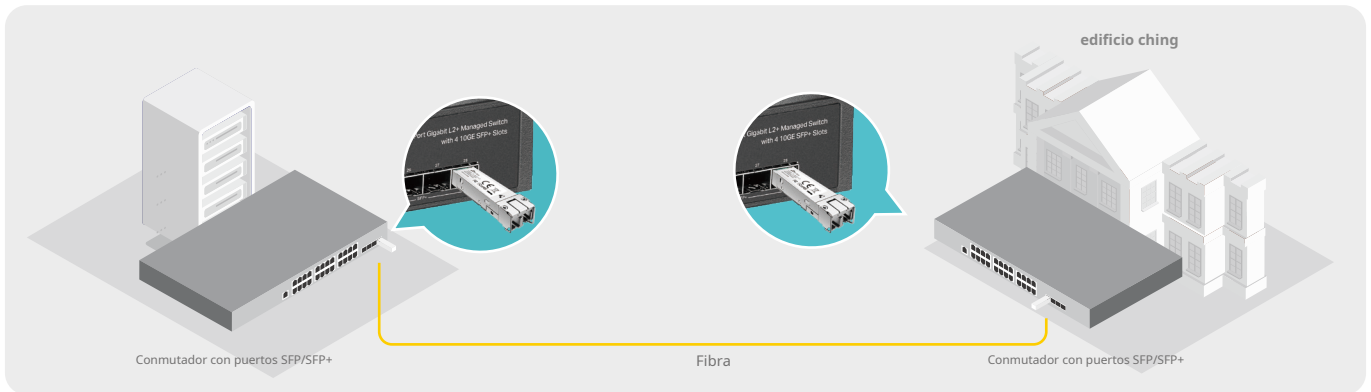 edificio ching
Port Gigabit L2+ Managed Switch
with 4 10GE SFP+ Slots
Gigabit L2+ Managed Switch
with 4 10GE SFP+ Slots
Conmutador con puertos SFP/SFP+
Fibra
Conmutador con puertos SFP/SFP+